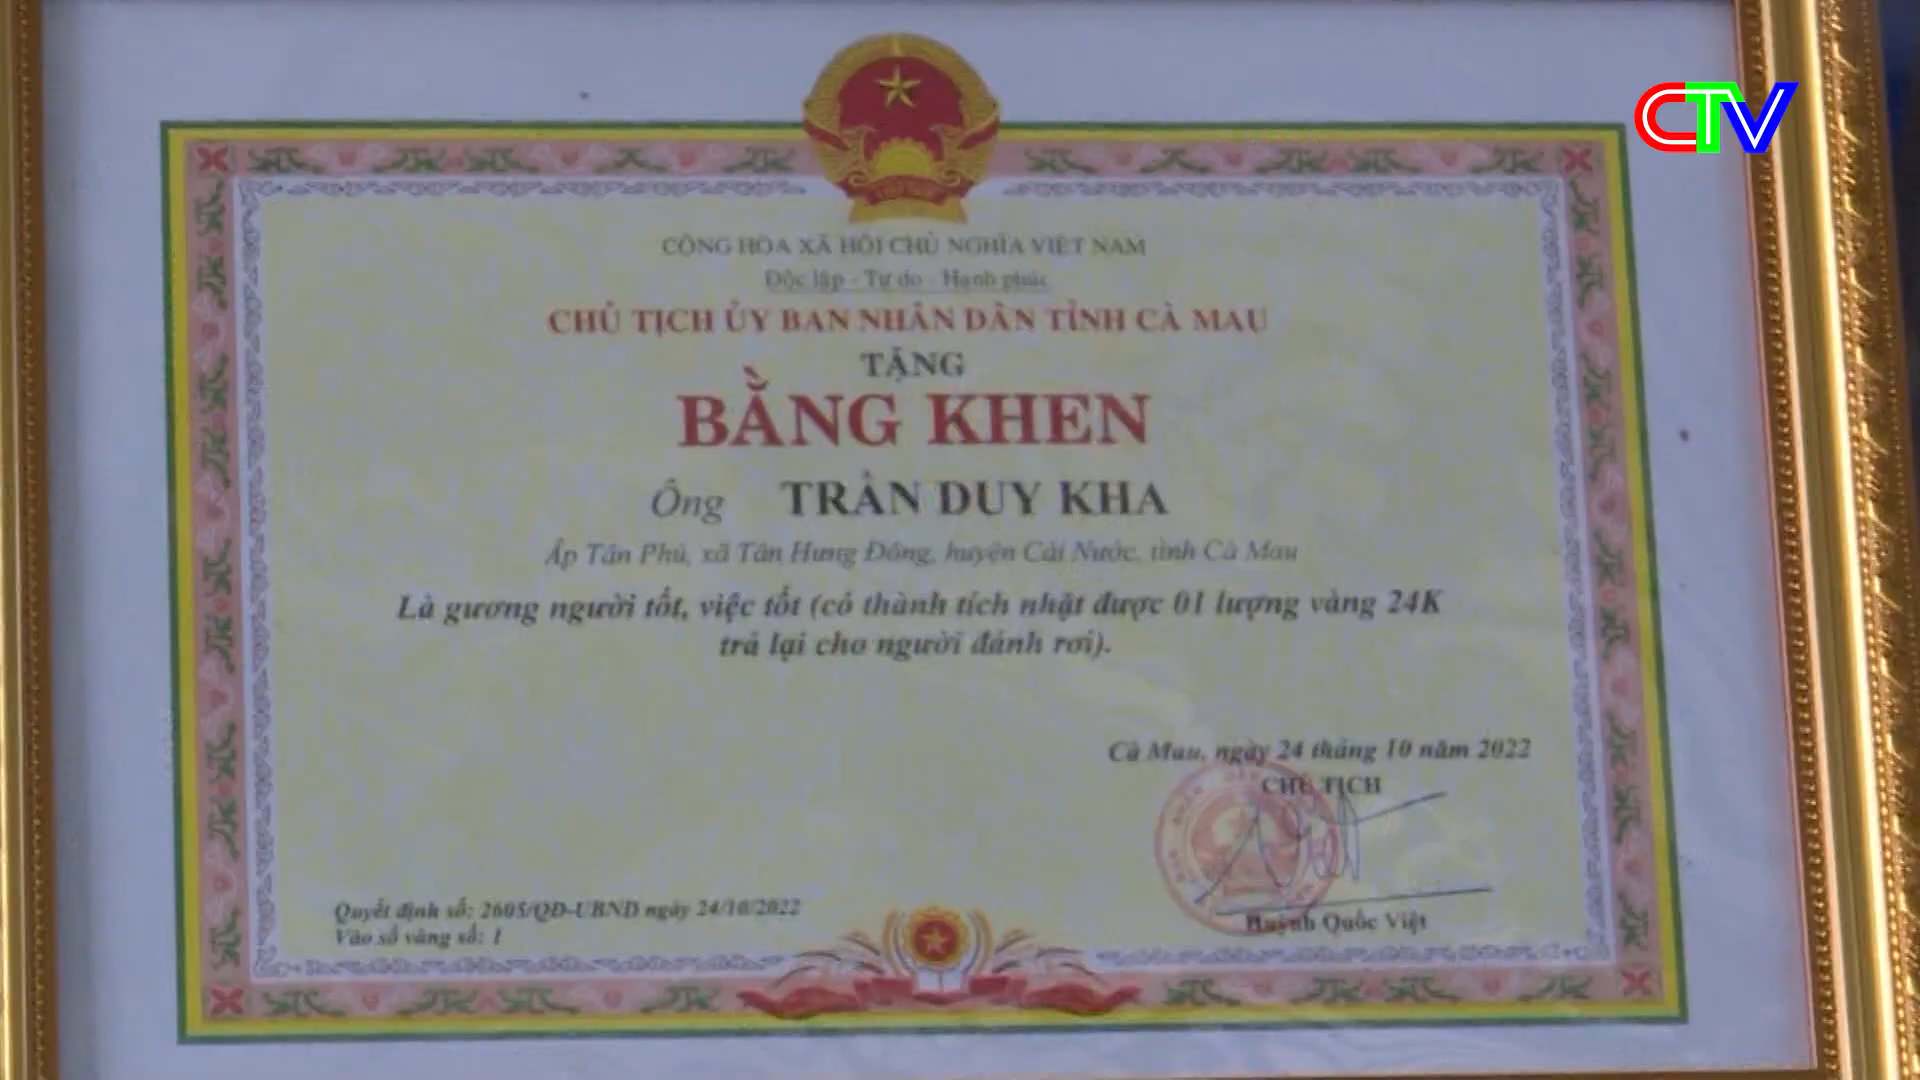 CTV
CỘNG HÒA XÃ HỘI CHỦ NGHĨA VIỆT NAM
Độc lập - Tự do - Hạnh phúc
CHỦ TỊCH ỦY BAN NHÂN DÂN TỈNH CÀ MAU
TẶNG
BẰNG KHEN
Ông TRẦN DUY KHA
Ấp Tân Phú, xã Tân Hưng Đông, huyện Cái Nước, tỉnh Cà Mau
Là gương người tốt, việc tốt (có thành tích nhặt được 01 lượng vàng 24K
trả lại cho người đánh rơi).
Cà Mau, ngày 24 tháng 10 năm 2022
CHỦ TỊCH
Quyết định số: 2605/QĐ-UBND ngày 24/10/2022
Vào sổ vàng số: 1
Huỳnh Quốc Việt